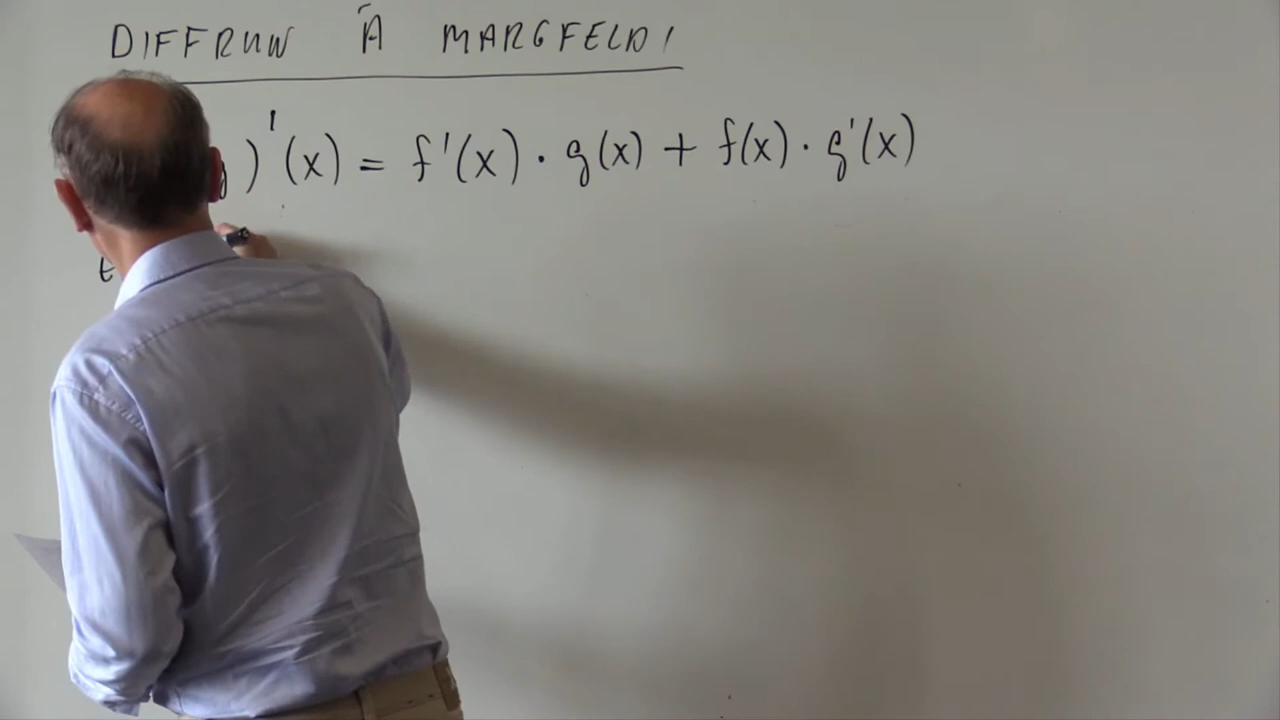 DIFFRUN Á MARGFELDI
g)'(x) = f'(x) · g(x) + f(x) · g'(x)
t